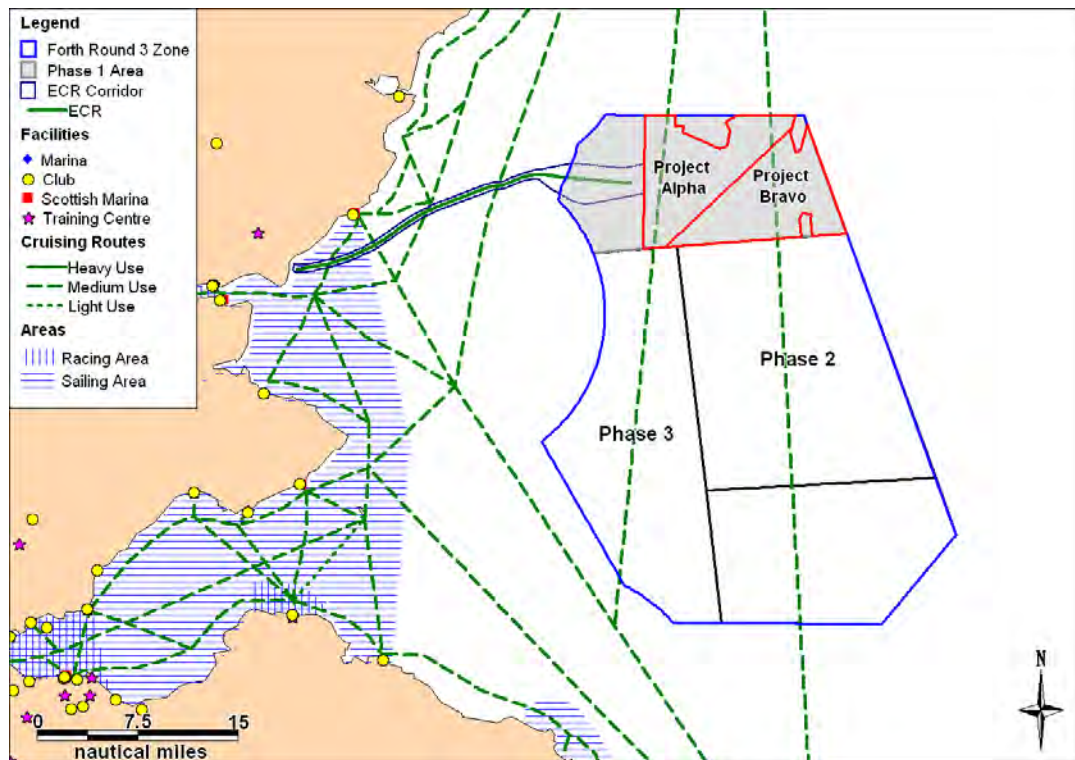 Legend
Forth Round 3 Zone
Phase 1 Area
ECR Corridor
ECR
Facilities
Marina
Club
Scottish Marina
Training Centre
Cruising Routes
Heavy Use
Medium Use
Light Use
Areas
Racing Area
Sailing Area
Project
Alpha
Project
Bravo
Phase 2
Phase 3
N
0 7.5 15
nautical miles